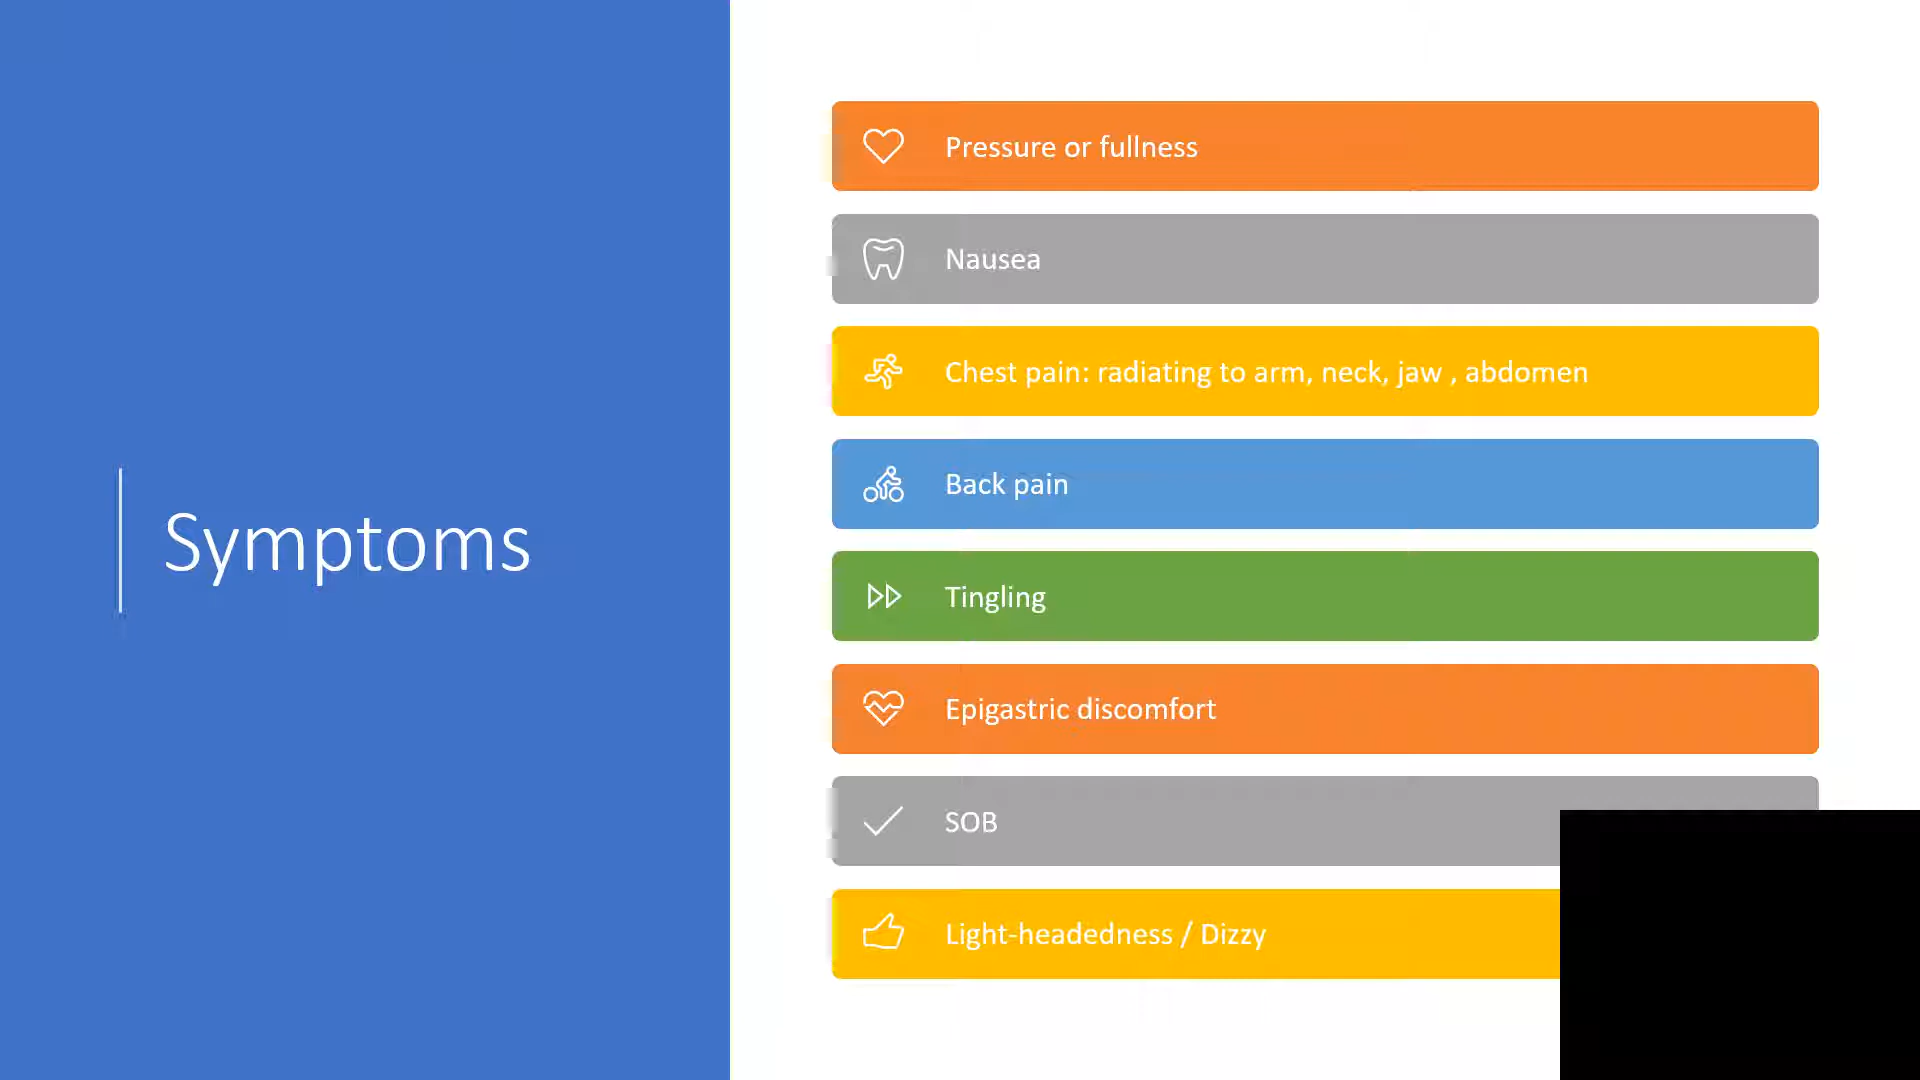 Symptoms
Pressure or fullness
Nausea
Chest pain: radiating to arm, neck, jaw , abdomen
Back pain
Tingling
Epigastric discomfort
SOB
Light-headedness / Dizzy